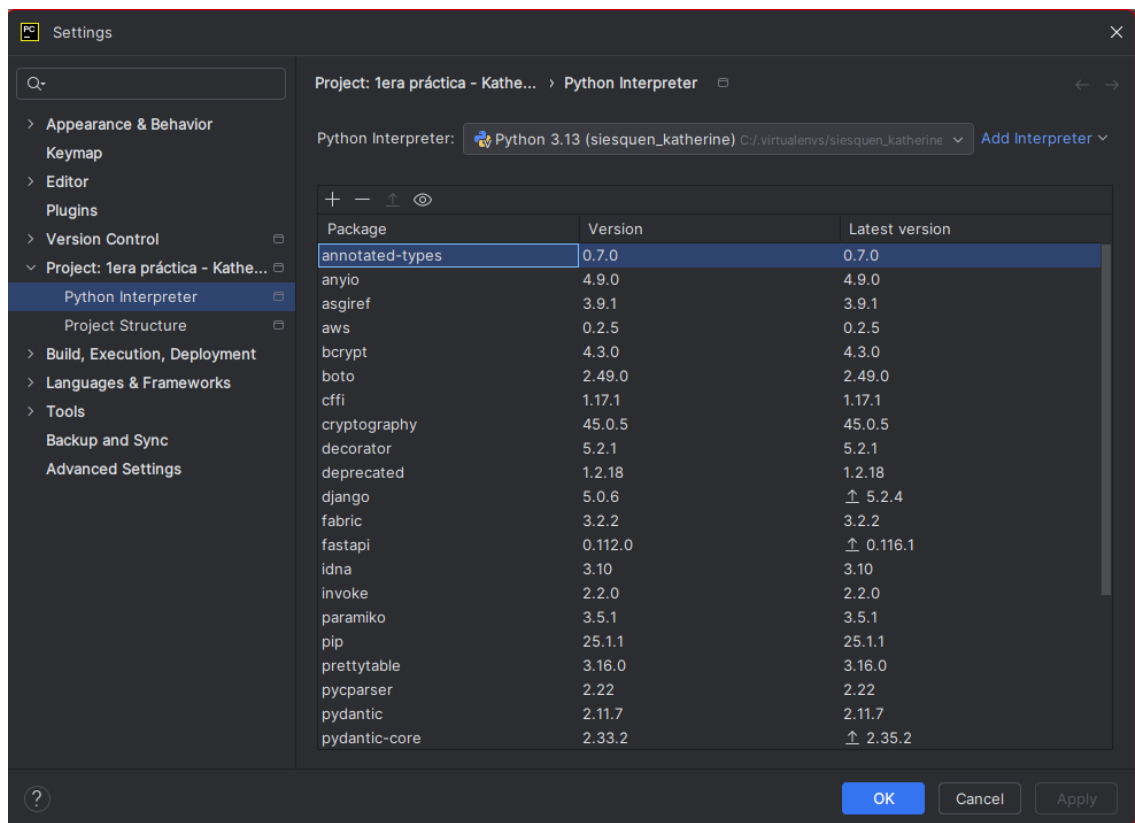 PC
Settings
Appearance & Behavior
Keymap
Editor
Plugins
Version Control
Project: 1era práctica - Kathe...
Python Interpreter
Project Structure
Build, Execution, Deployment
Languages & Frameworks
Tools
Backup and Sync
Advanced Settings
Project: 1era práctica - Kathe... › Python Interpreter
Python Interpreter: Python 3.13 (siesquen_katherine) C:/.virtualenvs/siesquen_katherine Add Interpreter
Package Version Latest version
annotated-types 0.7.0 0.7.0
anyio 4.9.0 4.9.0
asgiref 3.9.1 3.9.1
aws 0.2.5 0.2.5
bcrypt 4.3.0 4.3.0
boto 2.49.0 2.49.0
cffi 1.17.1 1.17.1
cryptography 45.0.5 45.0.5
decorator 5.2.1 5.2.1
deprecated 1.2.18 1.2.18
django 5.0.6 5.2.4
fabric 3.2.2 3.2.2
fastapi 0.112.0 0.116.1
idna 3.10 3.10
invoke 2.2.0 2.2.0
paramiko 3.5.1 3.5.1
pip 25.1.1 25.1.1
prettytable 3.16.0 3.16.0
pycparser 2.22 2.22
pydantic 2.11.7 2.11.7
pydantic-core 2.33.2 2.35.2
? OK Cancel Apply